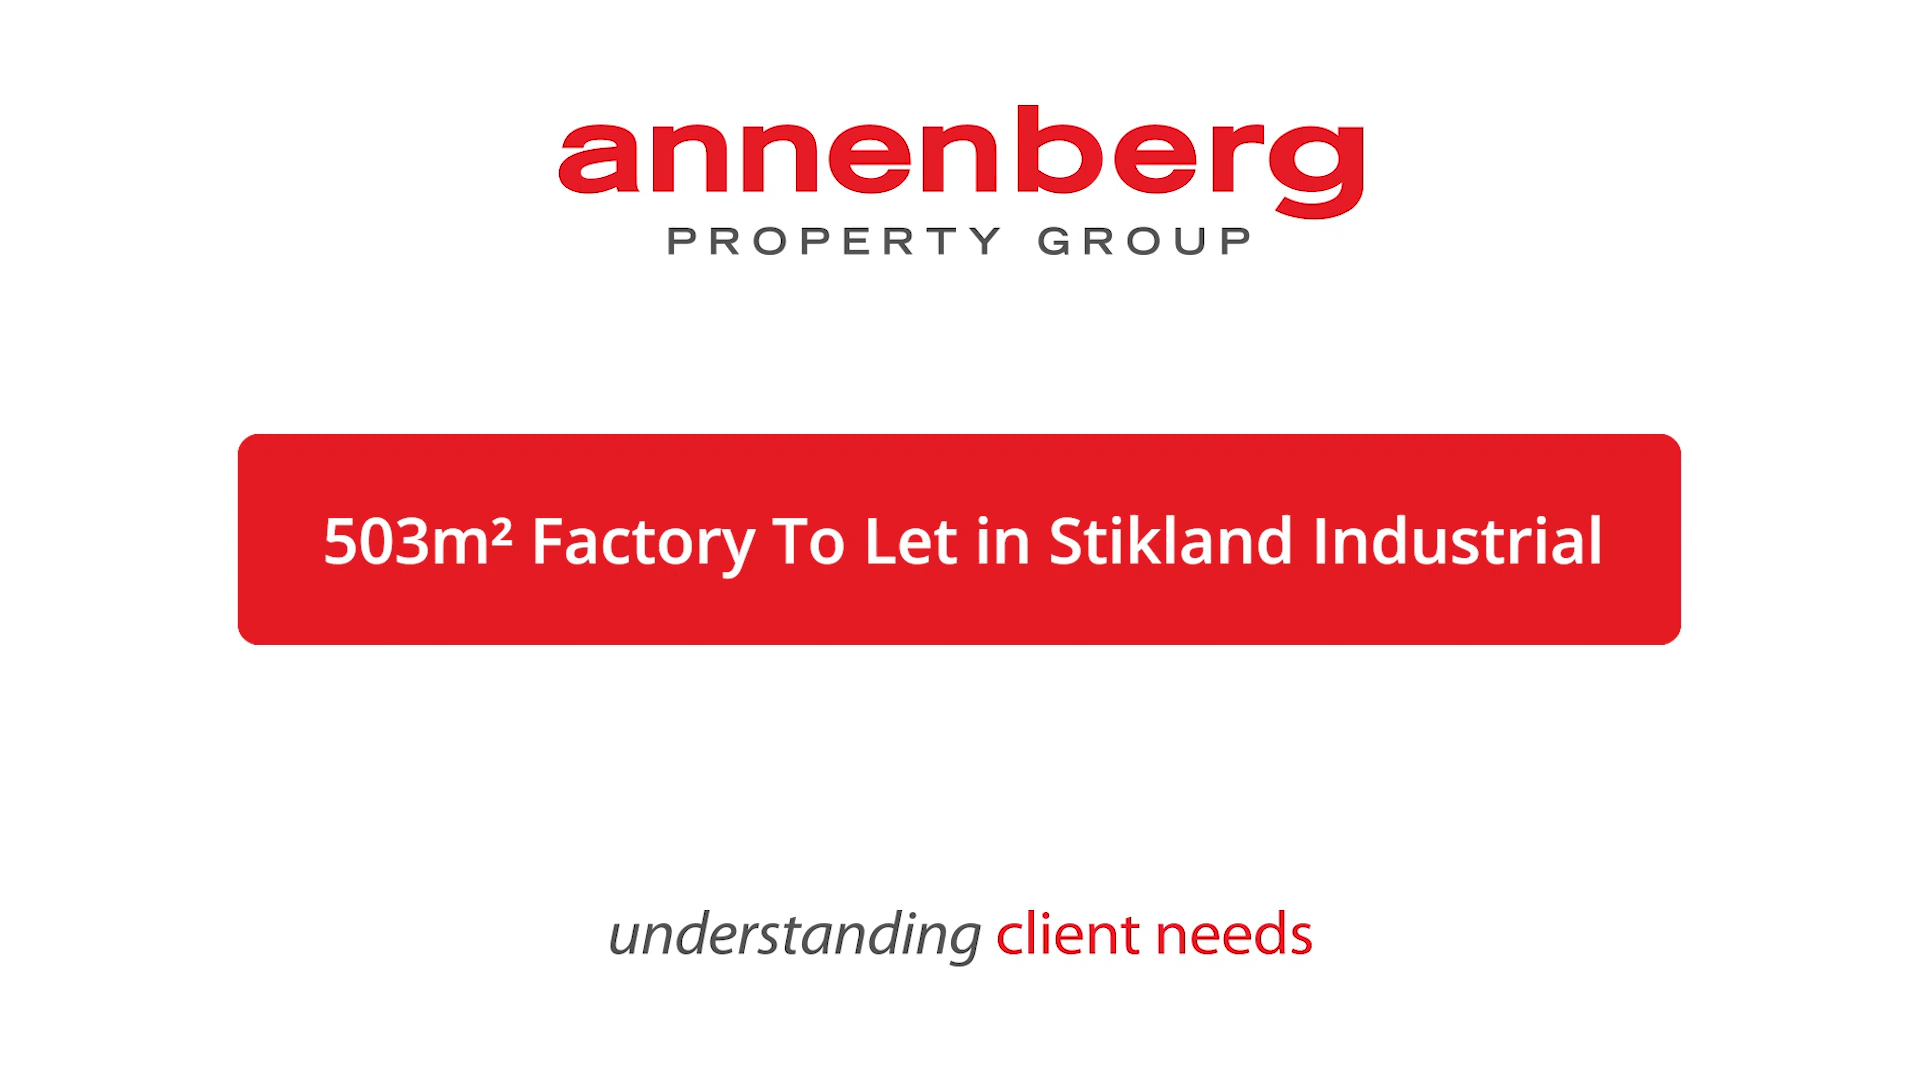 annenberg
PROPERTY GROUP
503m² Factory To Let in Stikland Industrial
understanding client needs